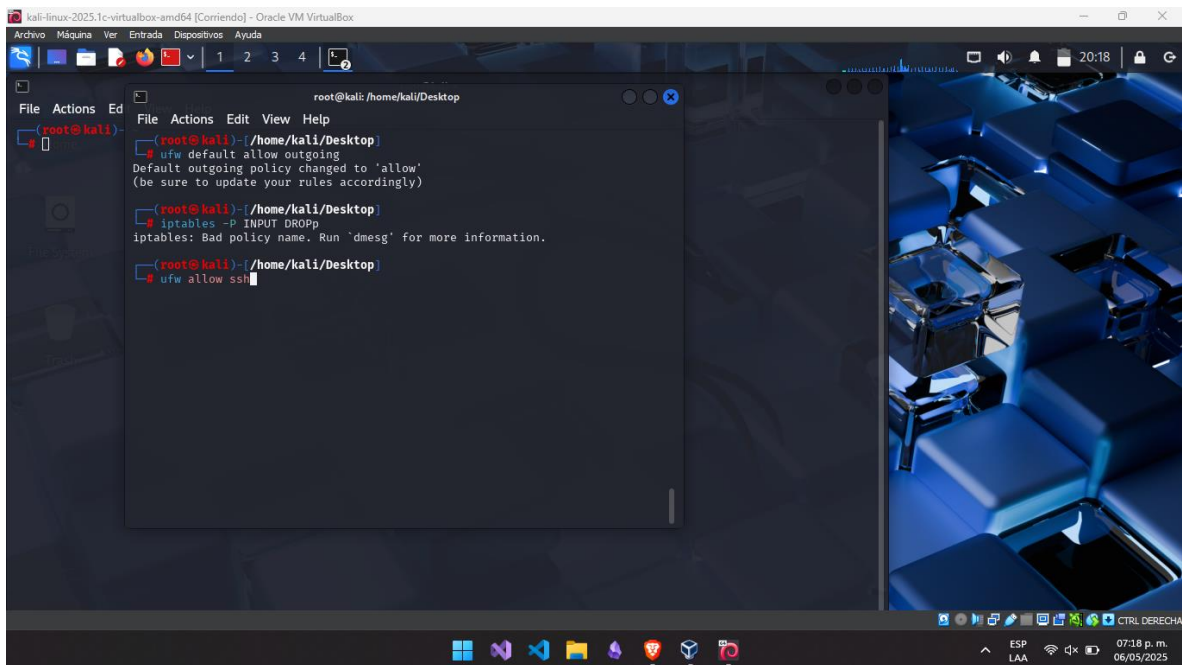 kali-linux-2025.1c-virtualbox-amd64 [Corriendo] - Oracle VM VirtualBox
Archivo Máquina Ver Entrada Dispositivos Ayuda
1 2 3 4
2
20:18
File Actions Ed
root@kali: /home/kali/Desktop
File Actions Edit View Help
(root㉿kali)-
#
┌──(root㉿kali)-[/home/kali/Desktop]
└─# ufw default allow outgoing
Default outgoing policy changed to 'allow'
(be sure to update your rules accordingly)
┌──(root㉿kali)-[/home/kali/Desktop]
└─# iptables -P INPUT DROPp
iptables: Bad policy name. Run `dmesg' for more information.
┌──(root㉿kali)-[/home/kali/Desktop]
└─# ufw allow ssh
CTRL DERECHA
ESP
LAA
07:18 p. m.
06/05/2025